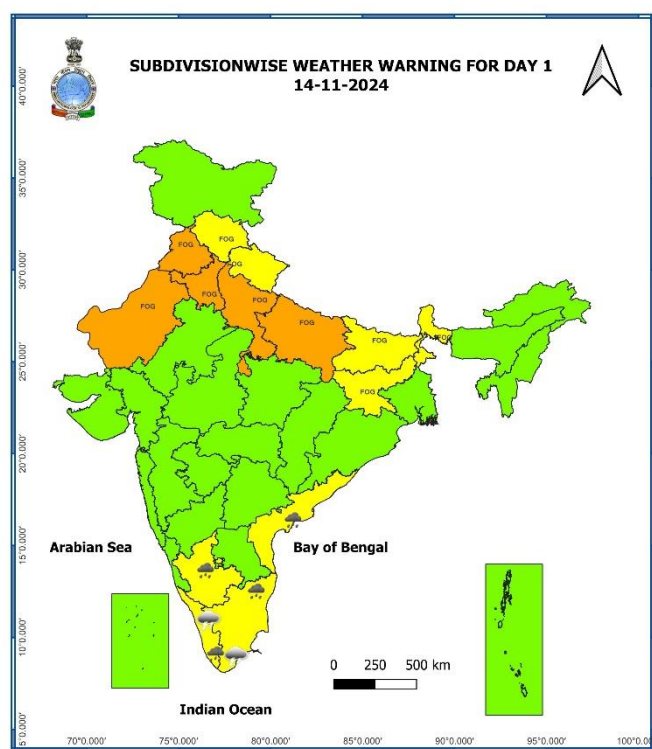 SUBDIVISIONWISE WEATHER WARNING FOR DAY 1
14-11-2024
40°0.000'
35°0.000'
FOG
FOG
FOG
30°0.000'
FOG
FOG
FOG
FOG
FOG
FOG
25°0.000'
FOG
20°0.000'
15°0.000'
Arabian Sea
Bay of Bengal
10°0.000'
0 250 500 km
Indian Ocean
5°0.000'
70°0.000' 75°0.000' 80°0.000' 85°0.000' 90°0.000' 95°0.000' 100°0.0